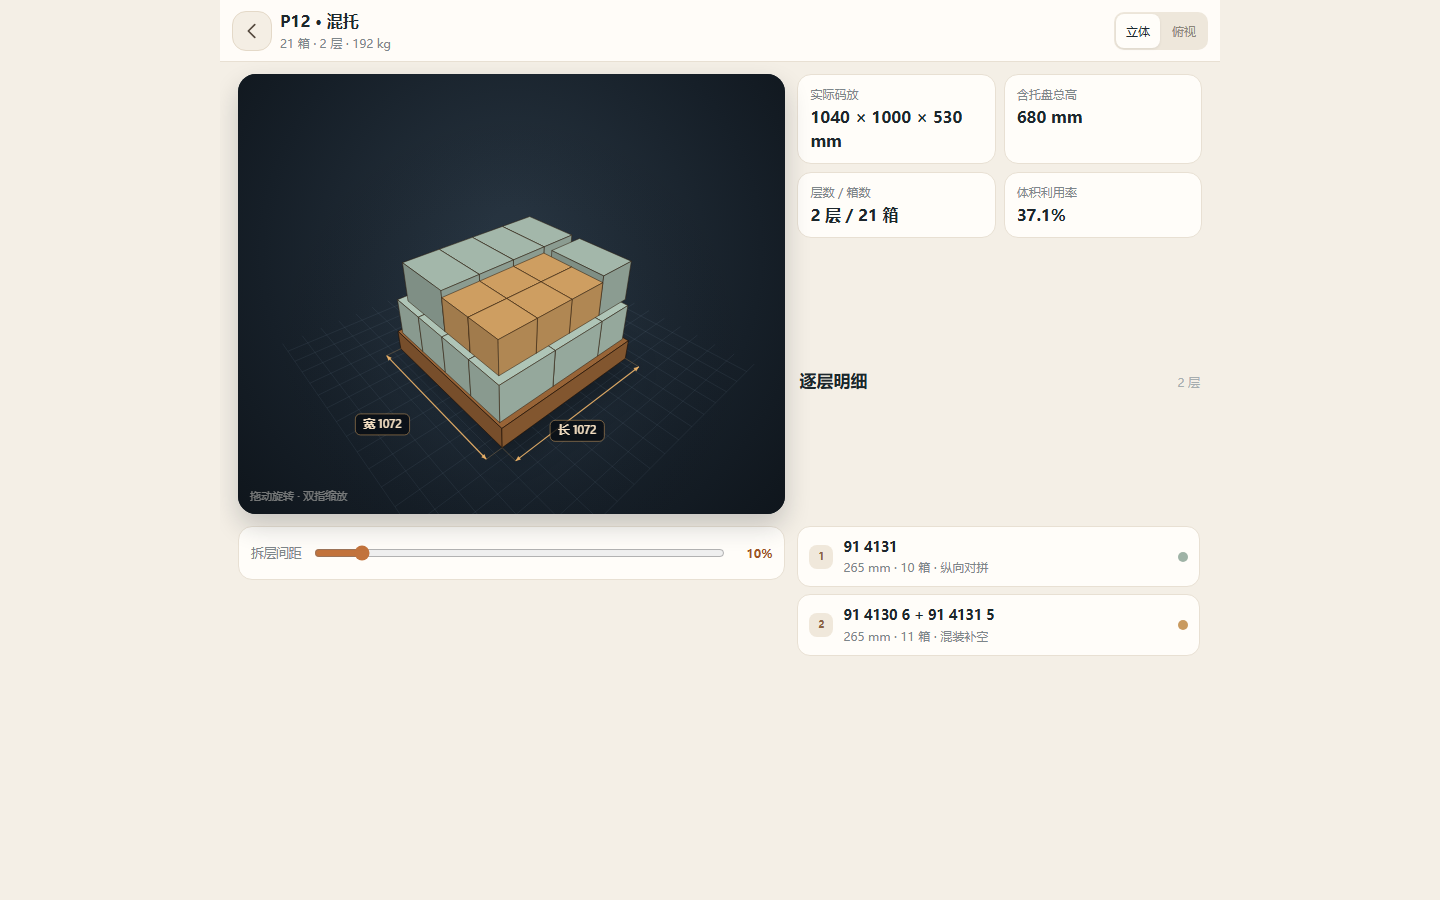 P12 • 混托
21 箱 · 2 层 · 192 kg
立体
俯视
实际码放
1040 × 1000 × 530
mm
含托盘总高
680 mm
层数 / 箱数
2 层 / 21 箱
体积利用率
37.1%
宽 1072
长 1072
拖动旋转 · 双指缩放
逐层明细
2 层
拆层间距
10%
1
91 4131
265 mm · 10 箱 · 纵向对拼
2
91 4130 6 + 91 4131 5
265 mm · 11 箱 · 混装补空